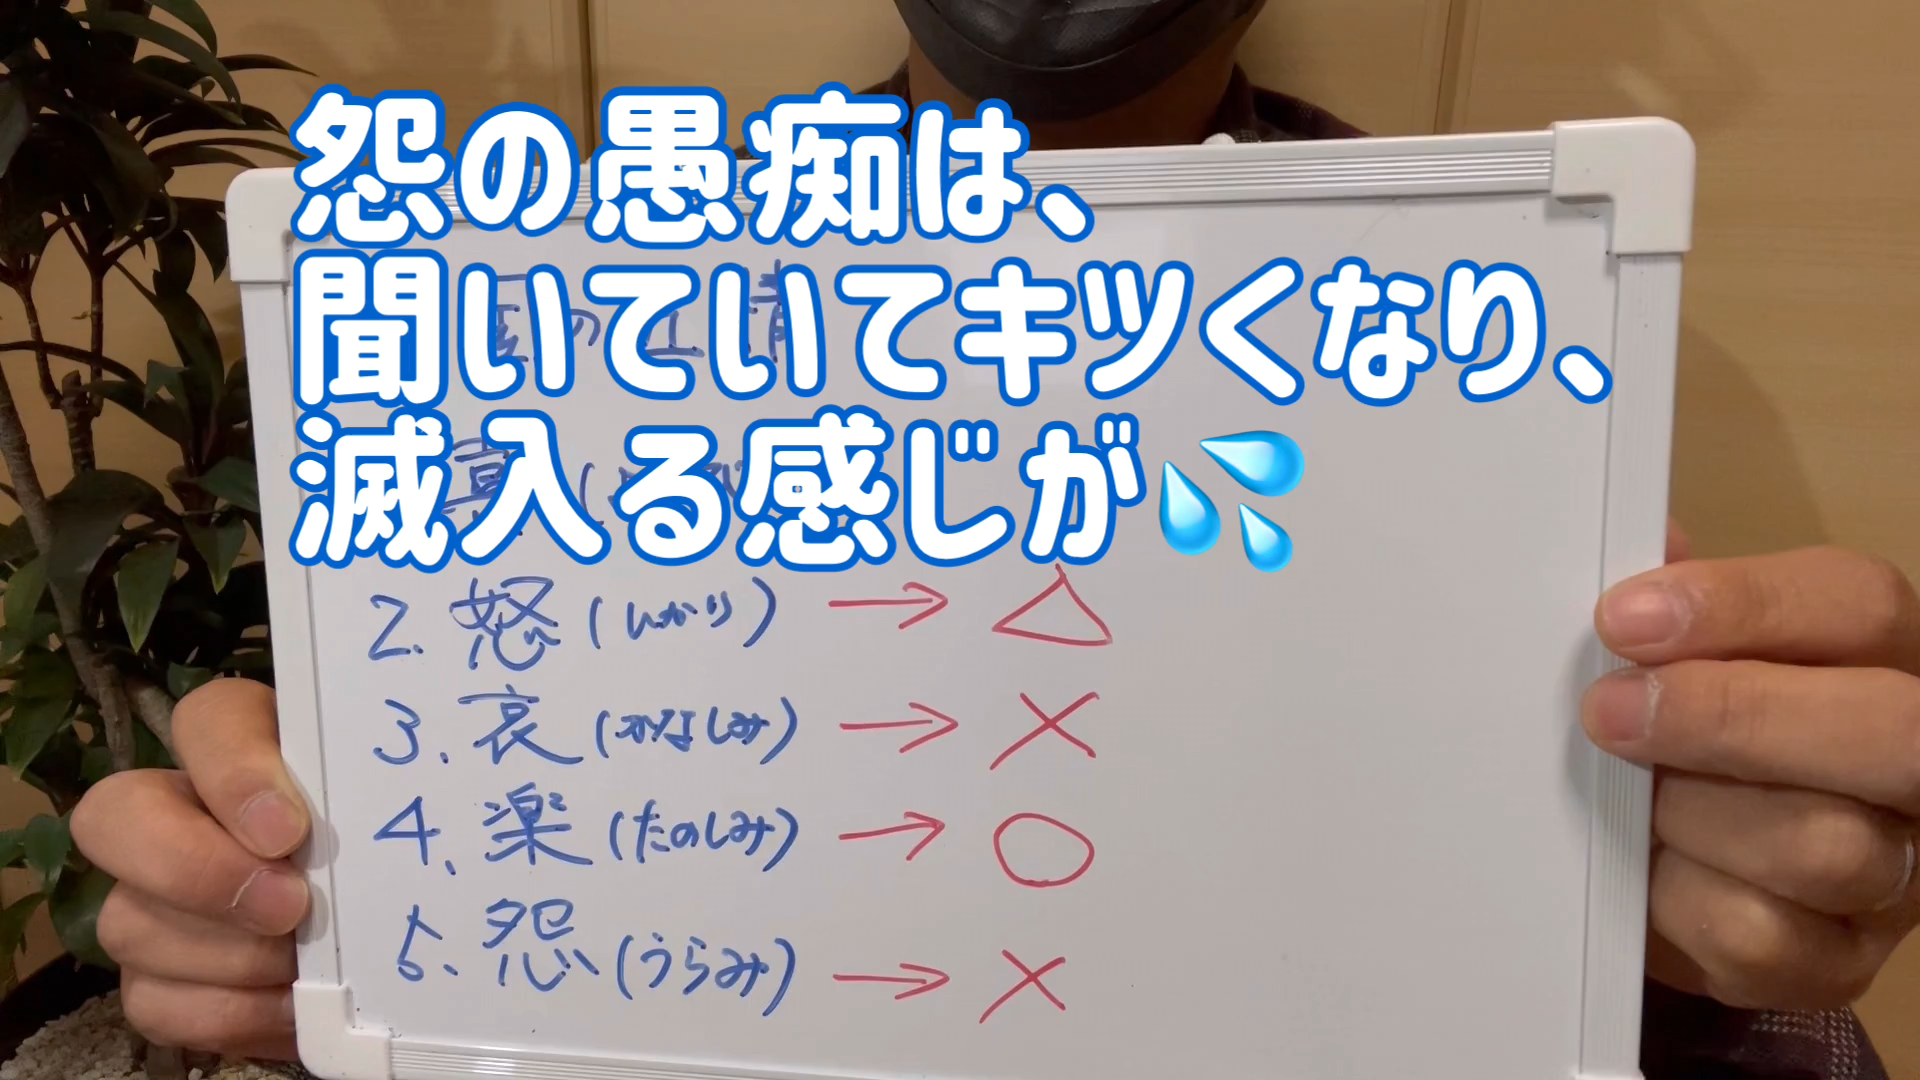 怨の愚痴は、
聞いていてキツくなり、
滅入る感じが💦
2. 怒(いかり) → △
3. 哀(かなしみ) → ×
4. 楽(たのしみ) → ○
5. 怨(うらみ) → ×